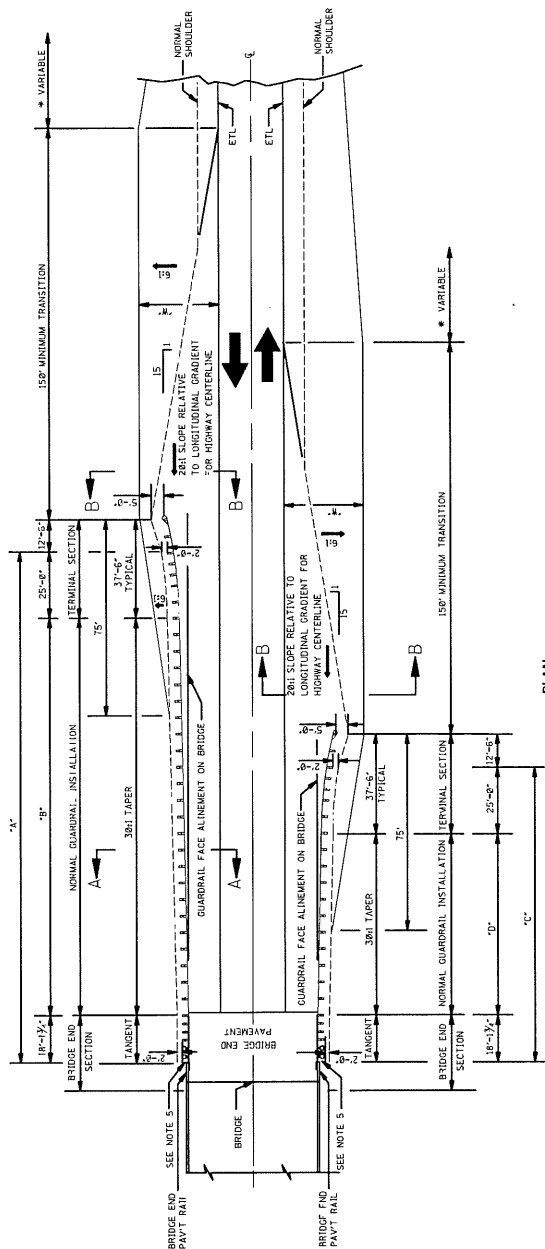 "A"
18'-1¾"
"B"
25'-0"
12'-6"
150' MINIMUM TRANSITION
* VARIABLE
BRIDGE END
SECTION
NORMAL GUARDRAIL INSTALLATION
TERMINAL SECTION
75'
TANGENT
30:1 TAPER
37'-6"
TYPICAL
NORMAL
SHOULDER
A
B
5'-0"
2'-0"
2'-0"
6:1
6:1
"W"
15
1
20:1 SLOPE RELATIVE
TO LONGITUDINAL GRADIENT
FOR HIGHWAY CENTERLINE
ETL
SEE NOTE 5
BRIDGE END
PAV'T RAIL
GUARDRAIL FACE ALINEMENT ON BRIDGE
A
B
BRIDGE
BRIDGE END
PAVEMENT
℄
GUARDRAIL FACE ALINEMENT ON BRIDGE
B
20:1 SLOPE RELATIVE TO
LONGITUDINAL GRADIENT FOR
HIGHWAY CENTERLINE
"W"
ETL
NORMAL
SHOULDER
SEE NOTE 5
BRIDGE END
PAV'T RAIL
2'-0"
2'-0"
5'-0"
15
1
6:1
B
TANGENT
30:1 TAPER
37'-6"
TYPICAL
75'
BRIDGE END
SECTION
NORMAL GUARDRAIL INSTALLATION
TERMINAL SECTION
150' MINIMUM TRANSITION
* VARIABLE
18'-1¾"
"D"
25'-0"
12'-6"
"C"
PLAN